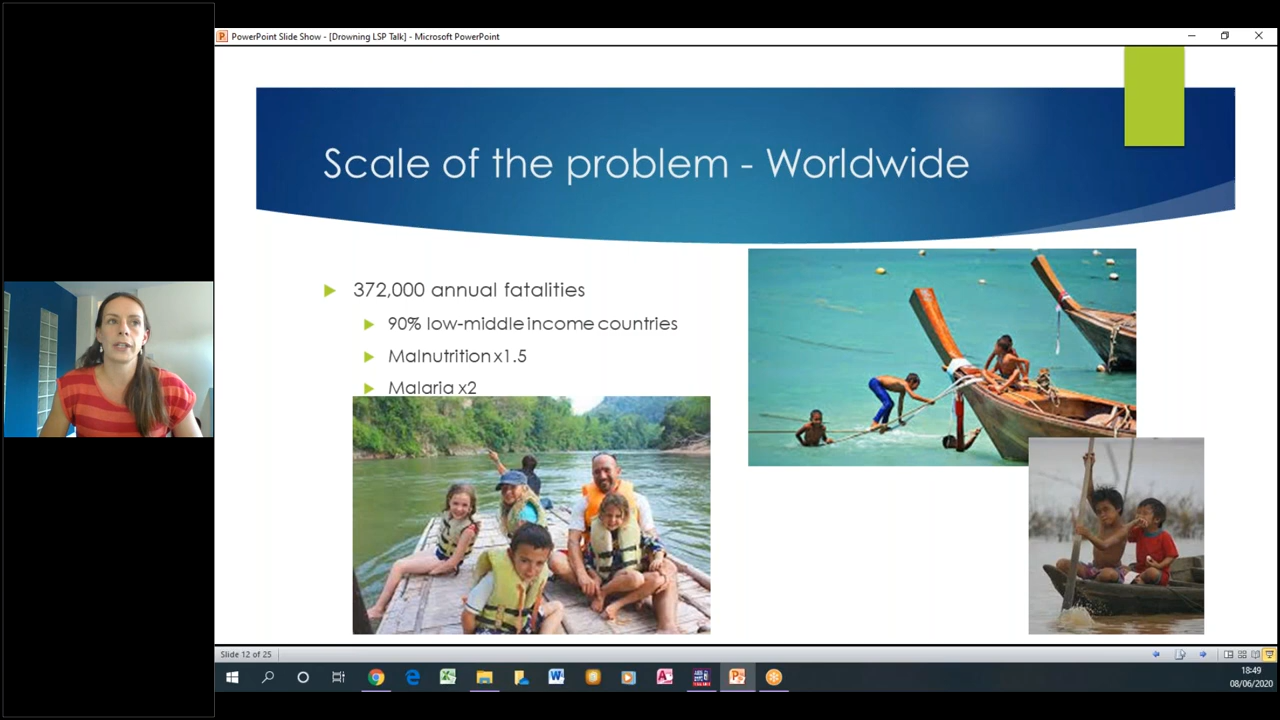 PowerPoint Slide Show - [Drowning LSP Talk] - Microsoft PowerPoint
Scale of the problem - Worldwide
372,000 annual fatalities
90% low-middle income countries
Malnutrition x1.5
Malaria x2
Slide 12 of 25
18:49
08/06/2020